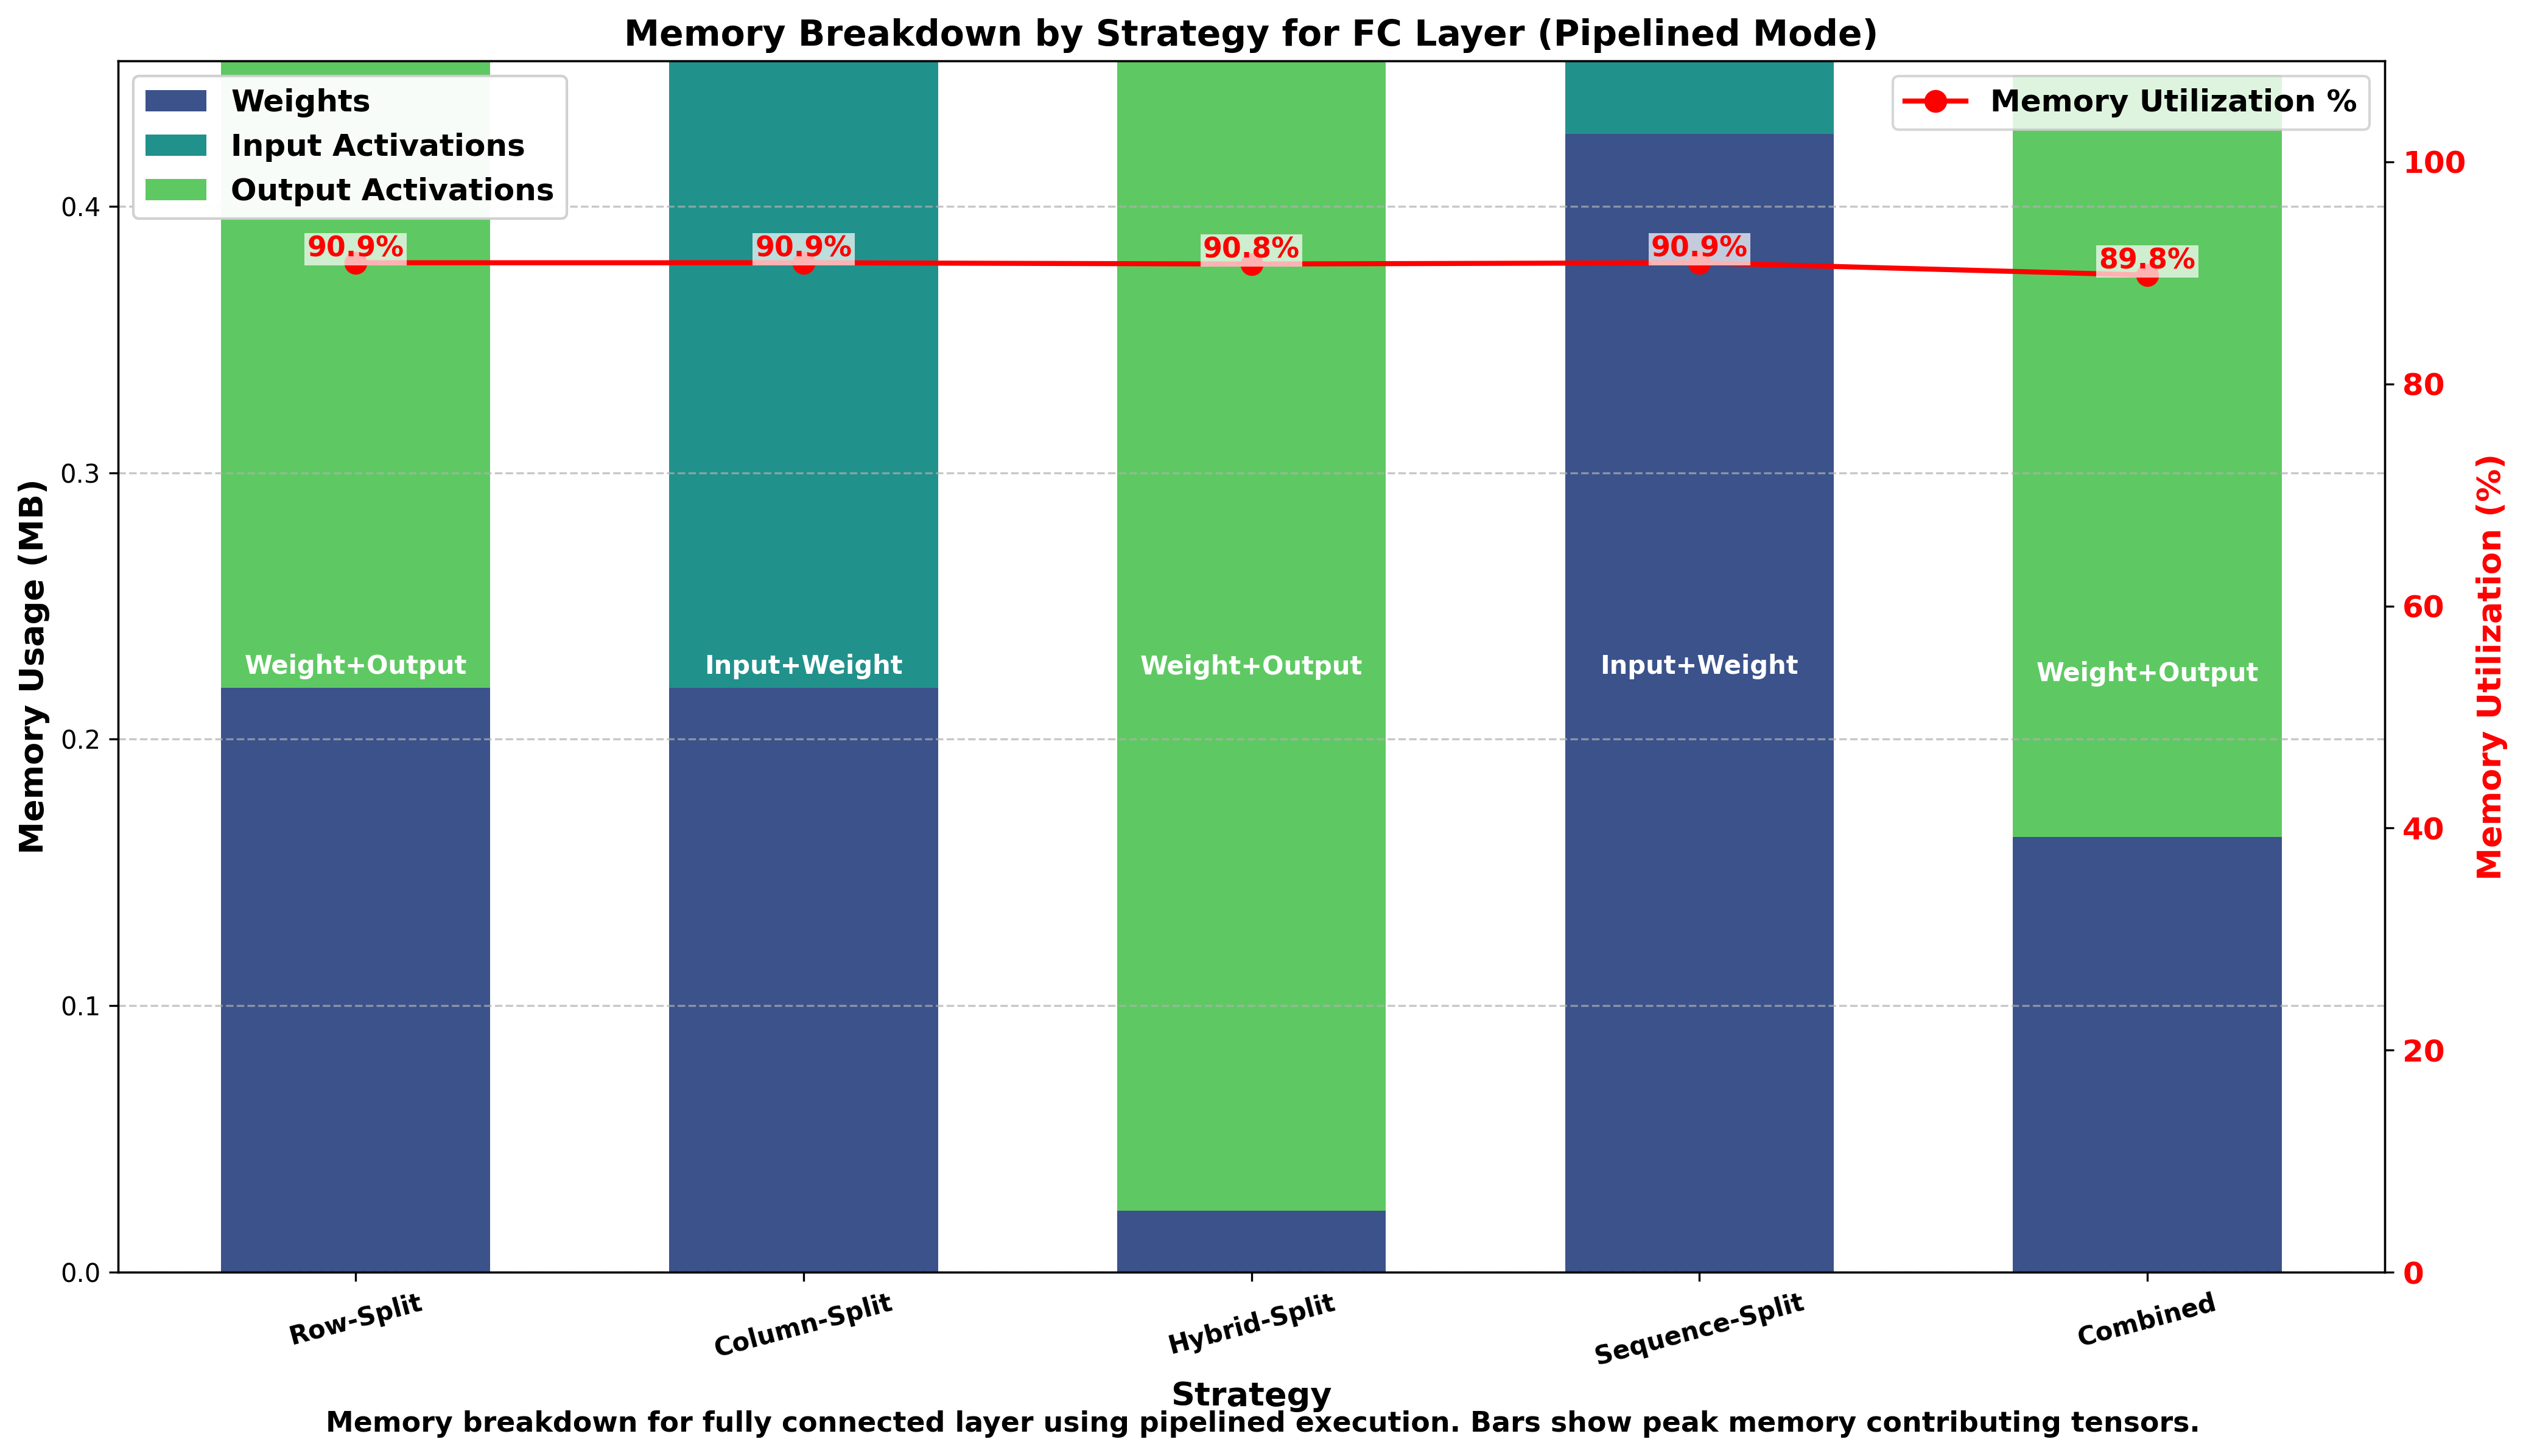 Memory Breakdown by Strategy for FC Layer (Pipelined Mode)
Weights
Input Activations
Output Activations
Memory Utilization %
Memory Usage (MB)
0.4
0.3
0.2
0.1
0.0
90.9%
90.9%
90.8%
90.9%
89.8%
Weight+Output
Input+Weight
Weight+Output
Input+Weight
Weight+Output
100
80
60
40
20
0
Memory Utilization (%)
Row-Split
Column-Split
Hybrid-Split
Sequence-Split
Combined
Strategy
Memory breakdown for fully connected layer using pipelined execution. Bars show peak memory contributing tensors.